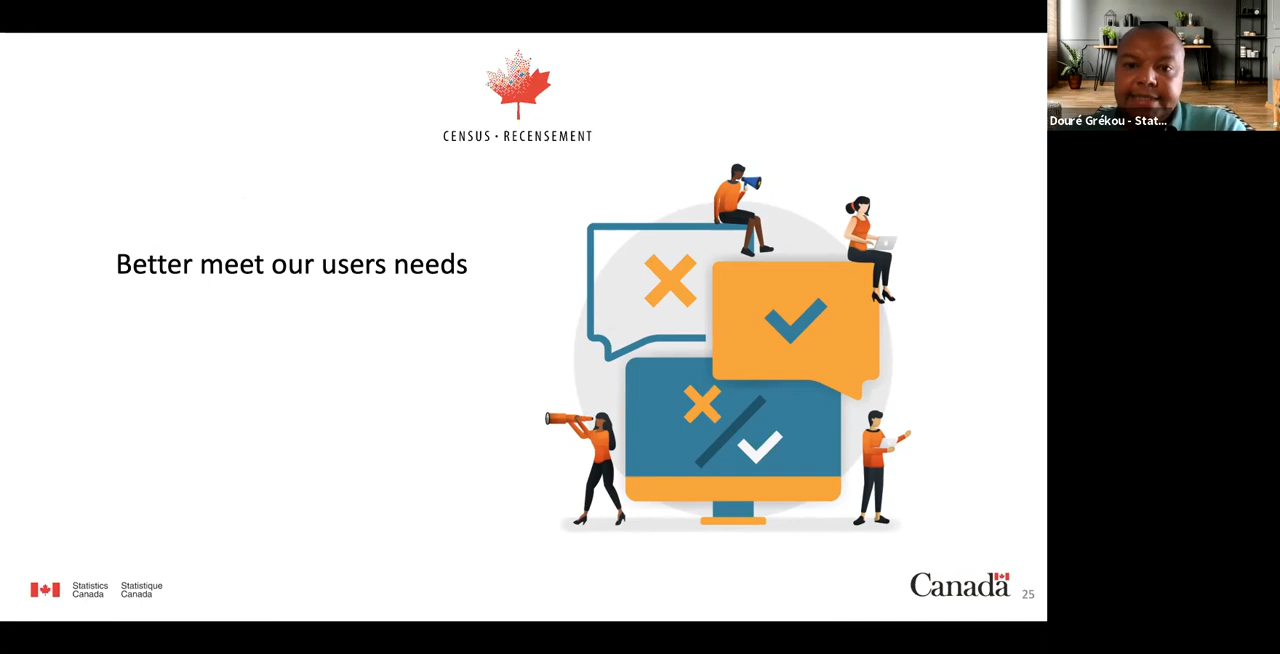 CENSUS • RECENSEMENT
Better meet our users needs
Statistics
Canada
Statistique
Canada
Canada
25
Douré Grékou - Stat...